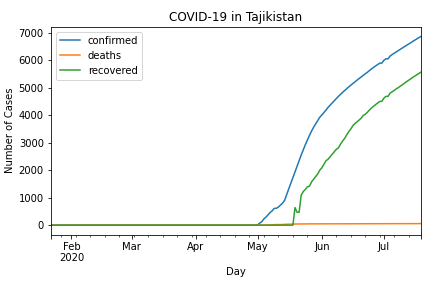 COVID-19 in Tajikistan
confirmed
deaths
recovered
7000
6000
5000
4000
3000
2000
1000
0
Number of Cases
Feb Mar Apr May Jun Jul
2020
Day